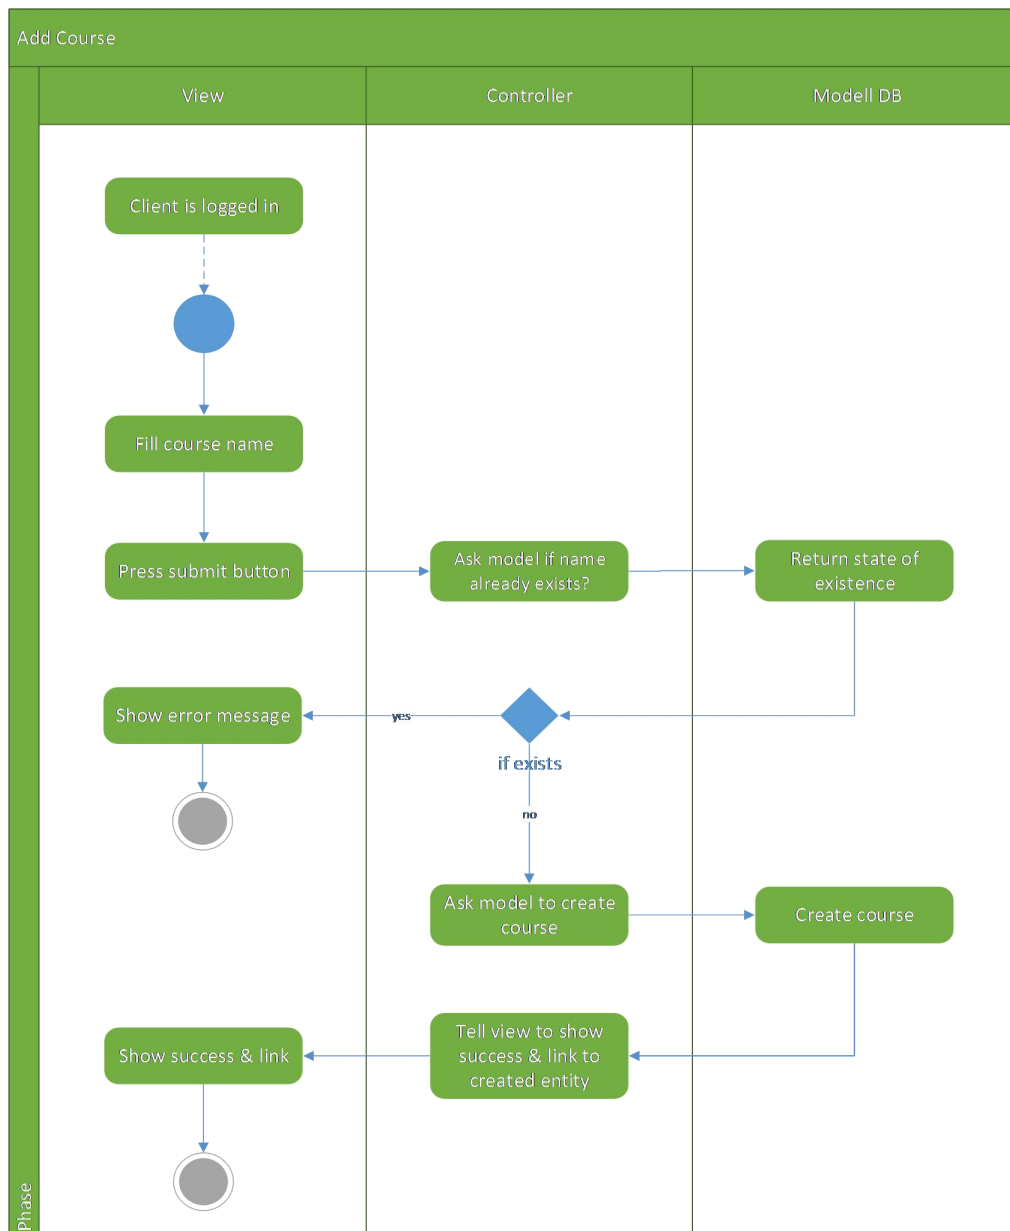 Add Course
View
Controller
Modell DB
Client is logged in
Fill course name
Press submit button
Ask model if name
already exists?
Return state of
existence
Show error message
yes
if exists
no
Ask model to create
course
Create course
Show success & link
Tell view to show
success & link to
created entity
Phase